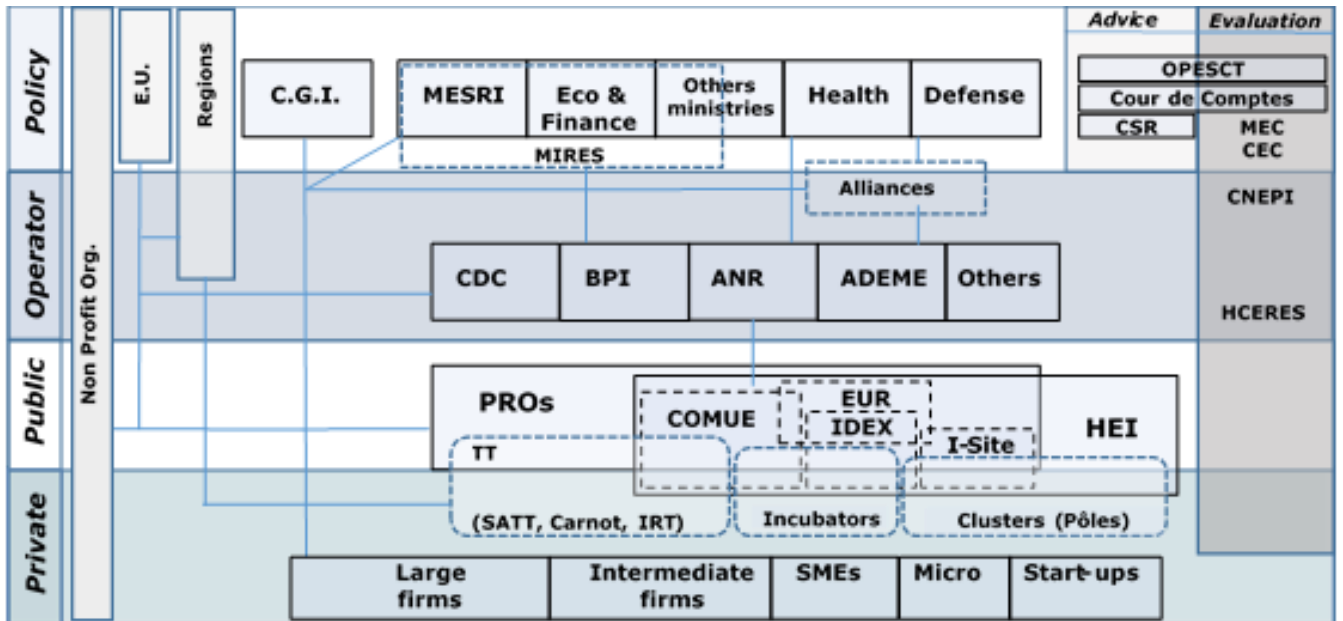 Advice
Evaluation
Policy
E.U.
Regions
C.G.I.
MESRI
Eco &
Finance
Others
ministries
Health
Defense
MIRES
OPESCT
Cour de Comptes
CSR
MEC
CEC
Alliances
CNEPI
Operator
Non Profit Org.
CDC
BPI
ANR
ADEME
Others
HCERES
Public
PROs
TT
COMUE
EUR
IDEX
I-Site
HEI
Private
(SATT, Carnot, IRT)
Incubators
Clusters (Pôles)
Large
firms
Intermediate
firms
SMEs
Micro
Start-ups